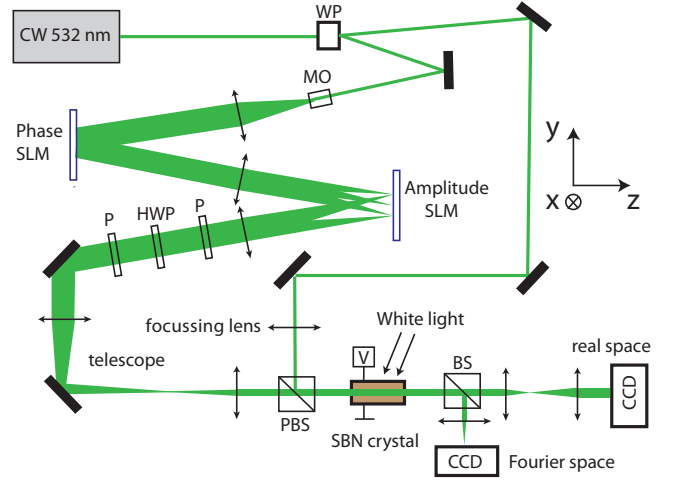 WP
CW 532 nm
MO
Phase
SLM
y
Amplitude
SLM
x
z
P
HWP
P
focussing lens
White light
telescope
V
BS
real space
PBS
SBN crystal
CCD
CCD
Fourier space